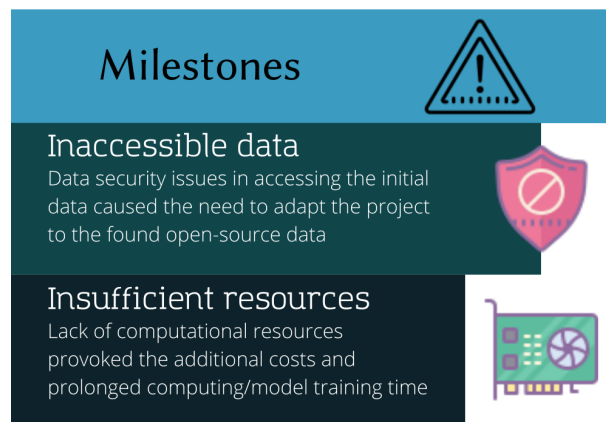 Milestones
Inaccessible data
Data security issues in accessing the initial
data caused the need to adapt the project
to the found open-source data
Insufficient resources
Lack of computational resources
provoked the additional costs and
prolonged computing/model training time